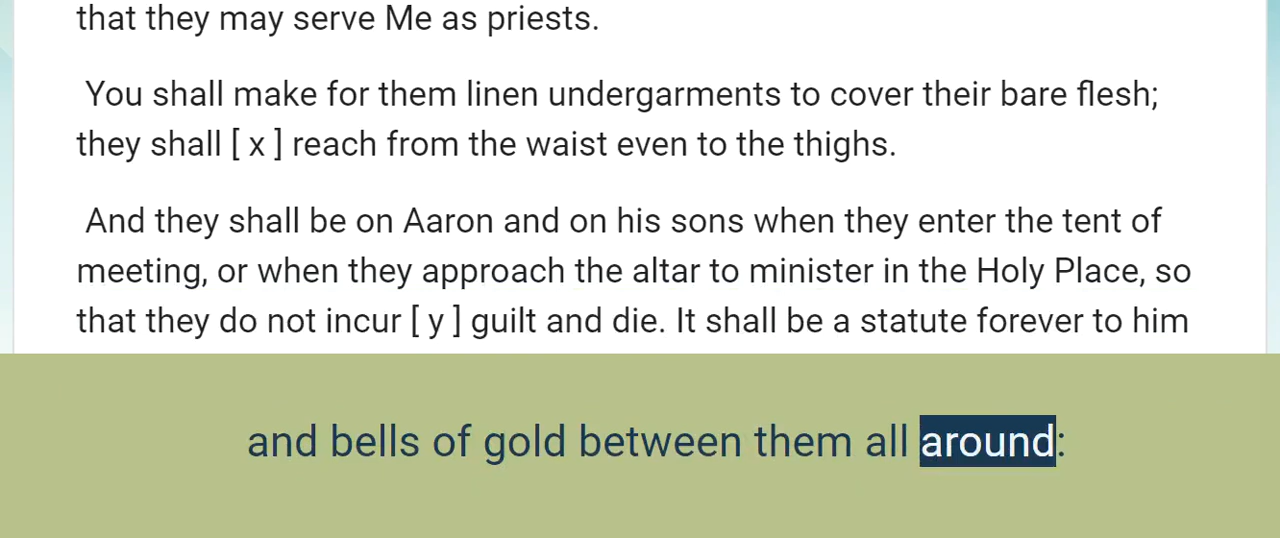 that they may serve Me as priests.
You shall make for them linen undergarments to cover their bare flesh;
they shall [ x ] reach from the waist even to the thighs.
And they shall be on Aaron and on his sons when they enter the tent of
meeting, or when they approach the altar to minister in the Holy Place, so
that they do not incur [ y ] guilt and die. It shall be a statute forever to him
and bells of gold between them all around: